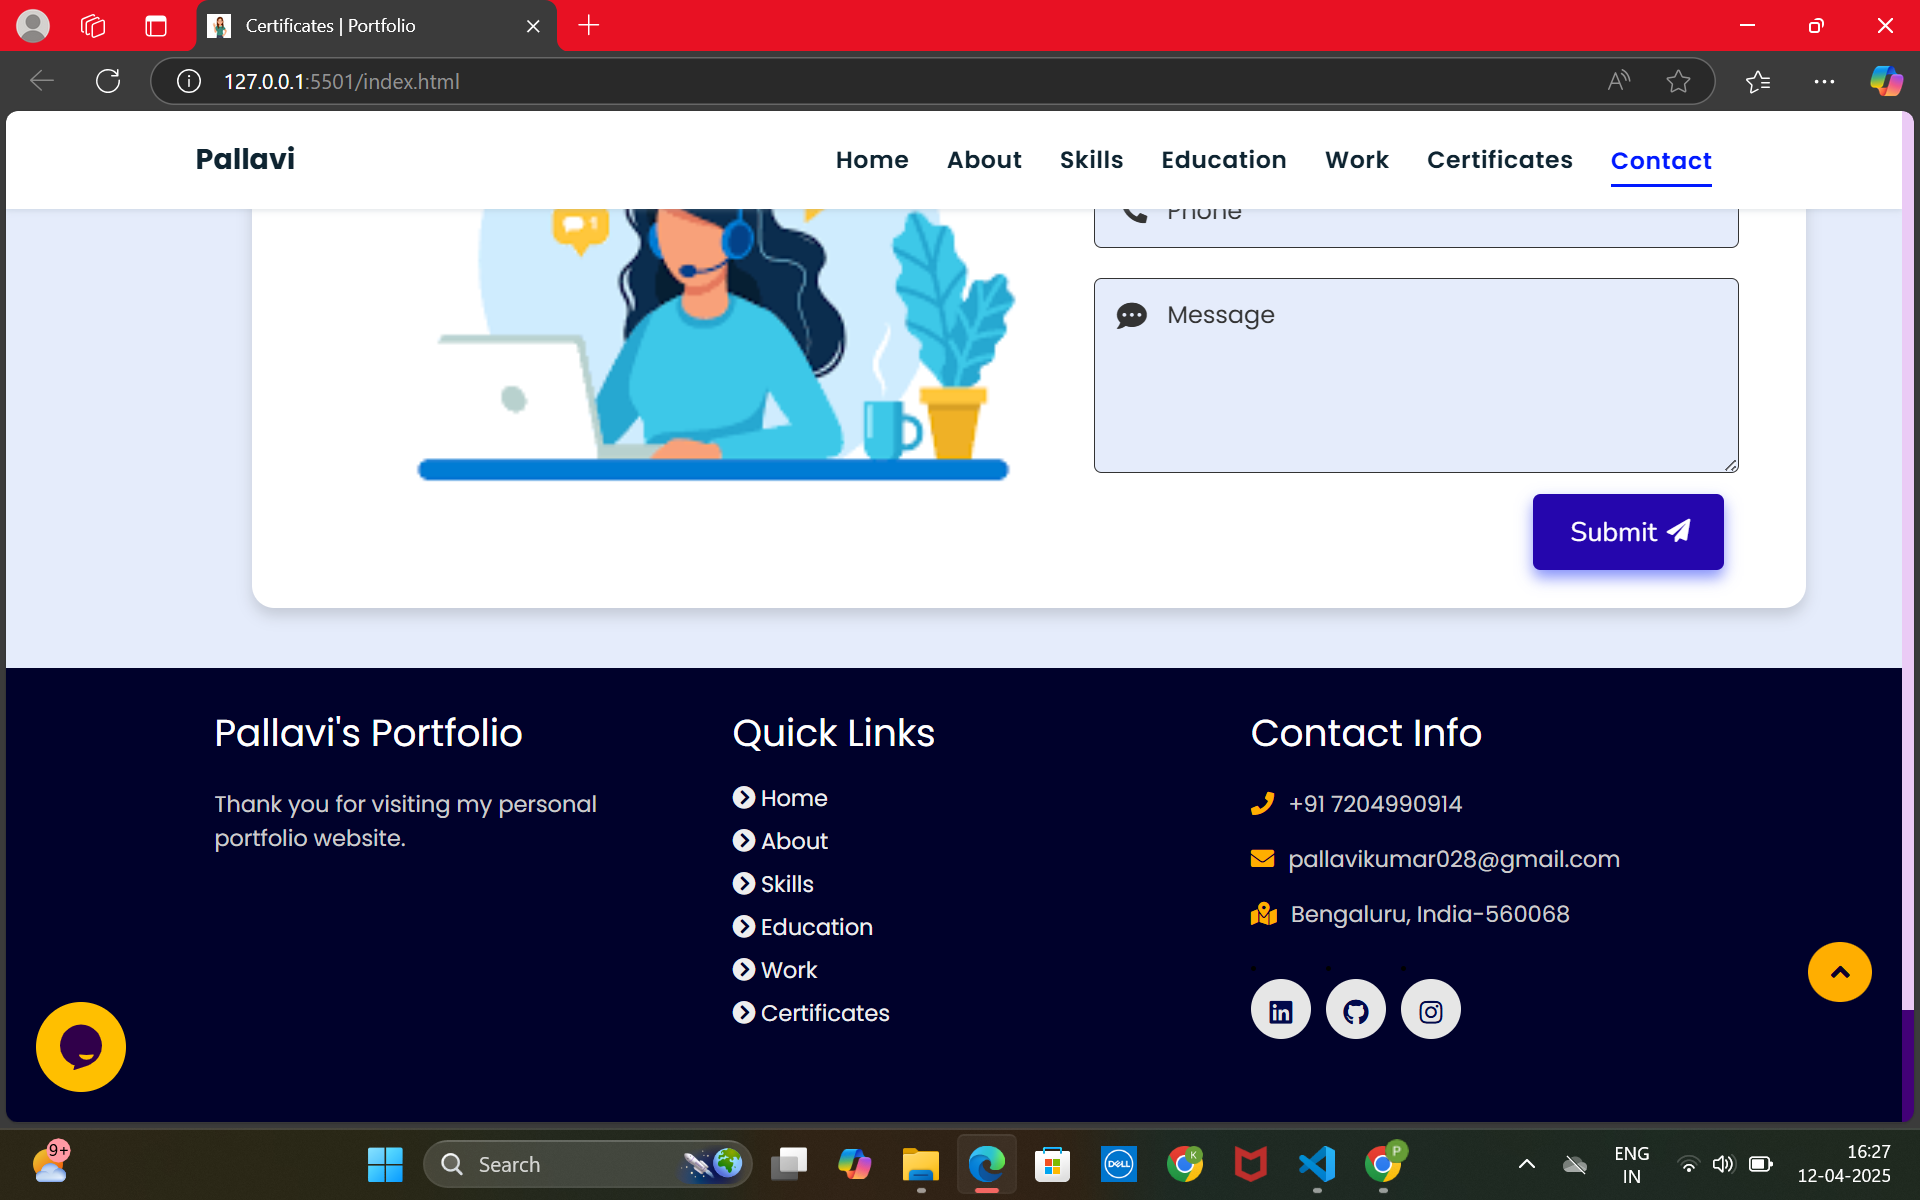 Certificates | Portfolio
127.0.0.1:5501/index.html
Pallavi
Home About Skills Education Work Certificates Contact
1
Phone
Message
Submit
Pallavi's Portfolio
Thank you for visiting my personal
portfolio website.
Quick Links
Home
About
Skills
Education
Work
Certificates
Contact Info
+91 7204990914
pallavikumar028@gmail.com
Bengaluru, India-560068
in
9+
Search
DELL
K
P
ENG
IN
16:27
12-04-2025